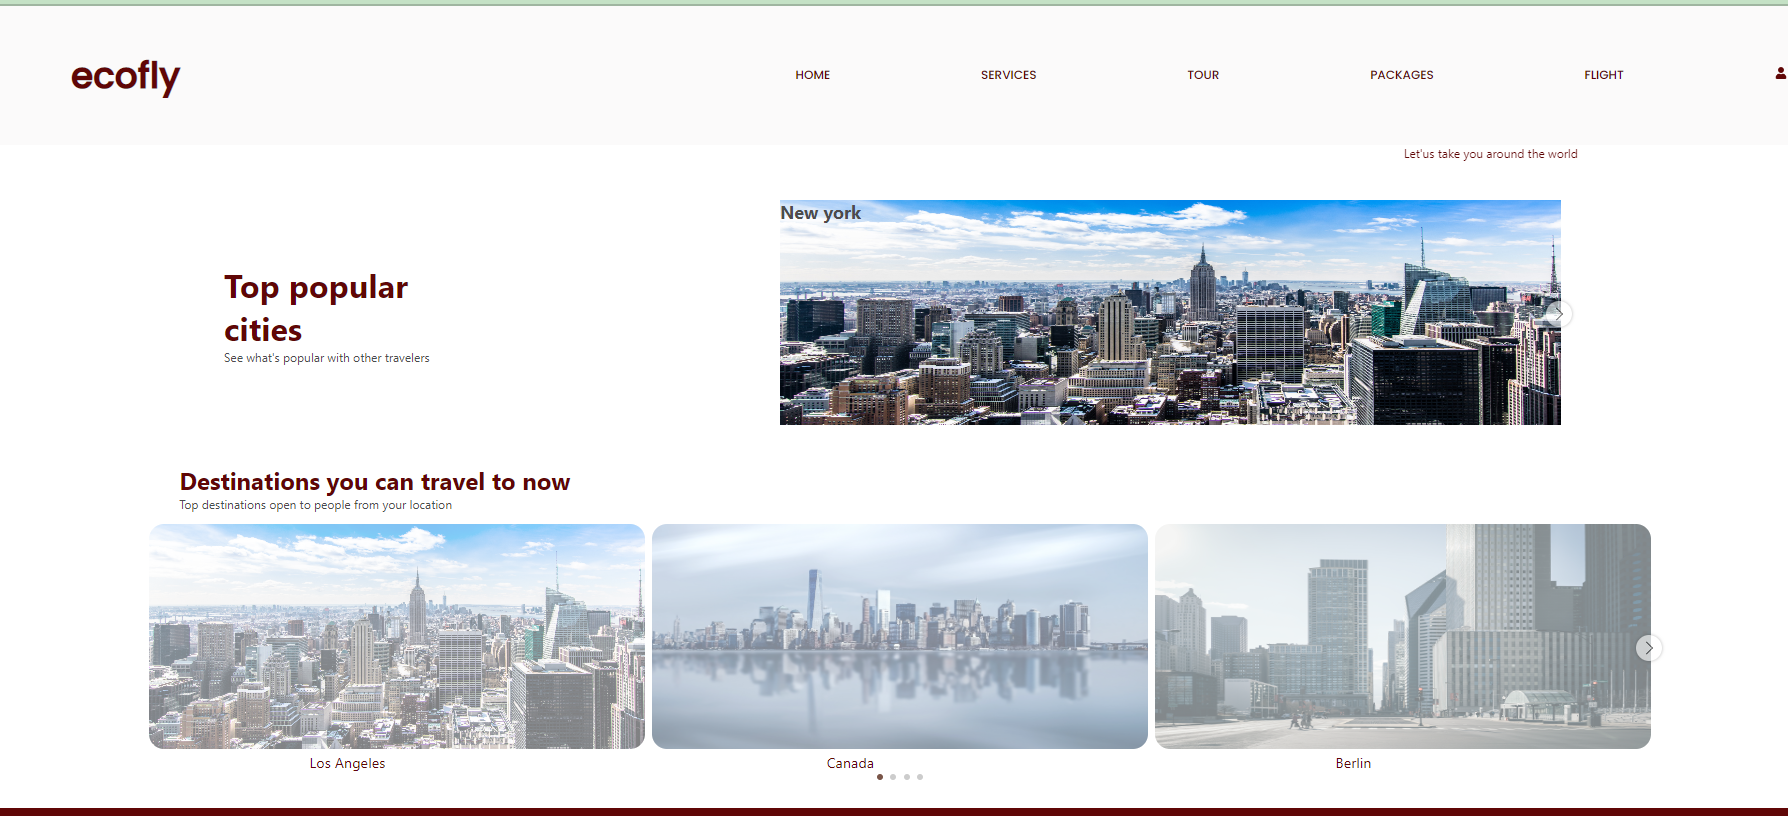 ecofly
HOME SERVICES TOUR PACKAGES FLIGHT
Let'us take you around the world
New york
Top popular
cities
See what's popular with other travelers
Destinations you can travel to now
Top destinations open to people from your location
Los Angeles
Canada
Berlin